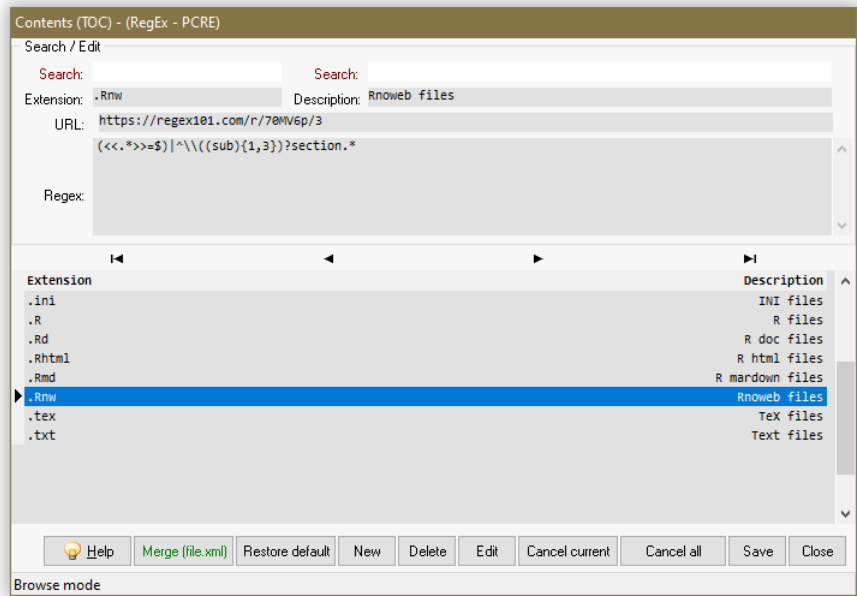 Contents (TOC) - (RegEx - PCRE)
Search / Edit
Search: Search:
Extension: .Rnw Description: Rnoweb files
URL: https://regex101.com/r/70MV6p/3
(<<.*>>=$)|^\\((sub){1,3})?section.*
Regex:
Extension Description
.ini INI files
.R R files
.Rd R doc files
.Rhtml R html files
.Rmd R mardown files
.Rnw Rnoweb files
.tex TeX files
.txt Text files
Help Merge (file.xml) Restore default New Delete Edit Cancel current Cancel all Save Close
Browse mode